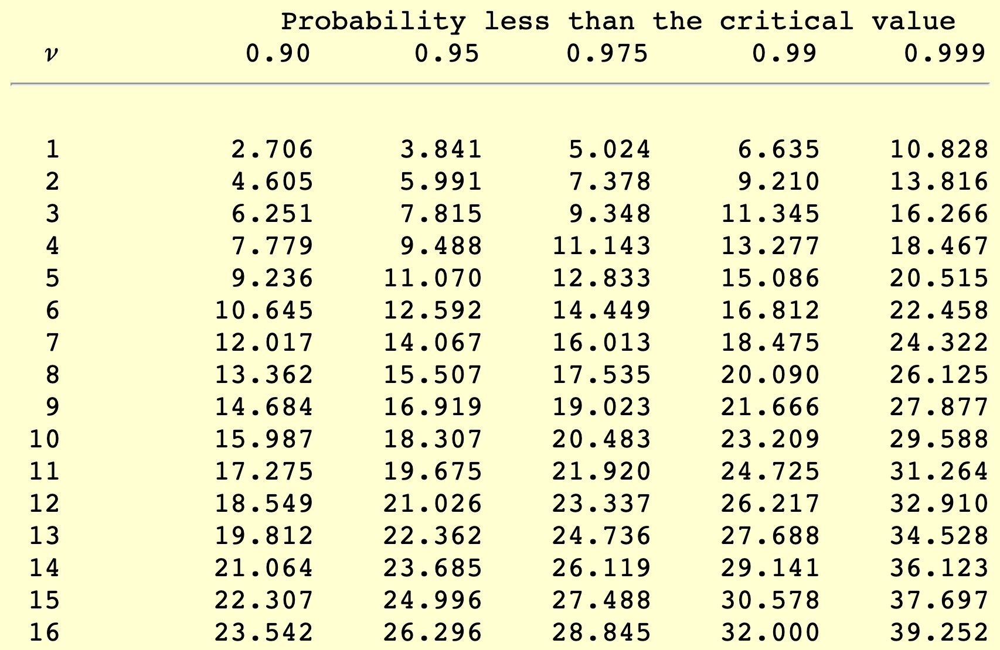 Probability less than the critical value
ν 0.90 0.95 0.975 0.99 0.999
1 2.706 3.841 5.024 6.635 10.828
2 4.605 5.991 7.378 9.210 13.816
3 6.251 7.815 9.348 11.345 16.266
4 7.779 9.488 11.143 13.277 18.467
5 9.236 11.070 12.833 15.086 20.515
6 10.645 12.592 14.449 16.812 22.458
7 12.017 14.067 16.013 18.475 24.322
8 13.362 15.507 17.535 20.090 26.125
9 14.684 16.919 19.023 21.666 27.877
10 15.987 18.307 20.483 23.209 29.588
11 17.275 19.675 21.920 24.725 31.264
12 18.549 21.026 23.337 26.217 32.910
13 19.812 22.362 24.736 27.688 34.528
14 21.064 23.685 26.119 29.141 36.123
15 22.307 24.996 27.488 30.578 37.697
16 23.542 26.296 28.845 32.000 39.252